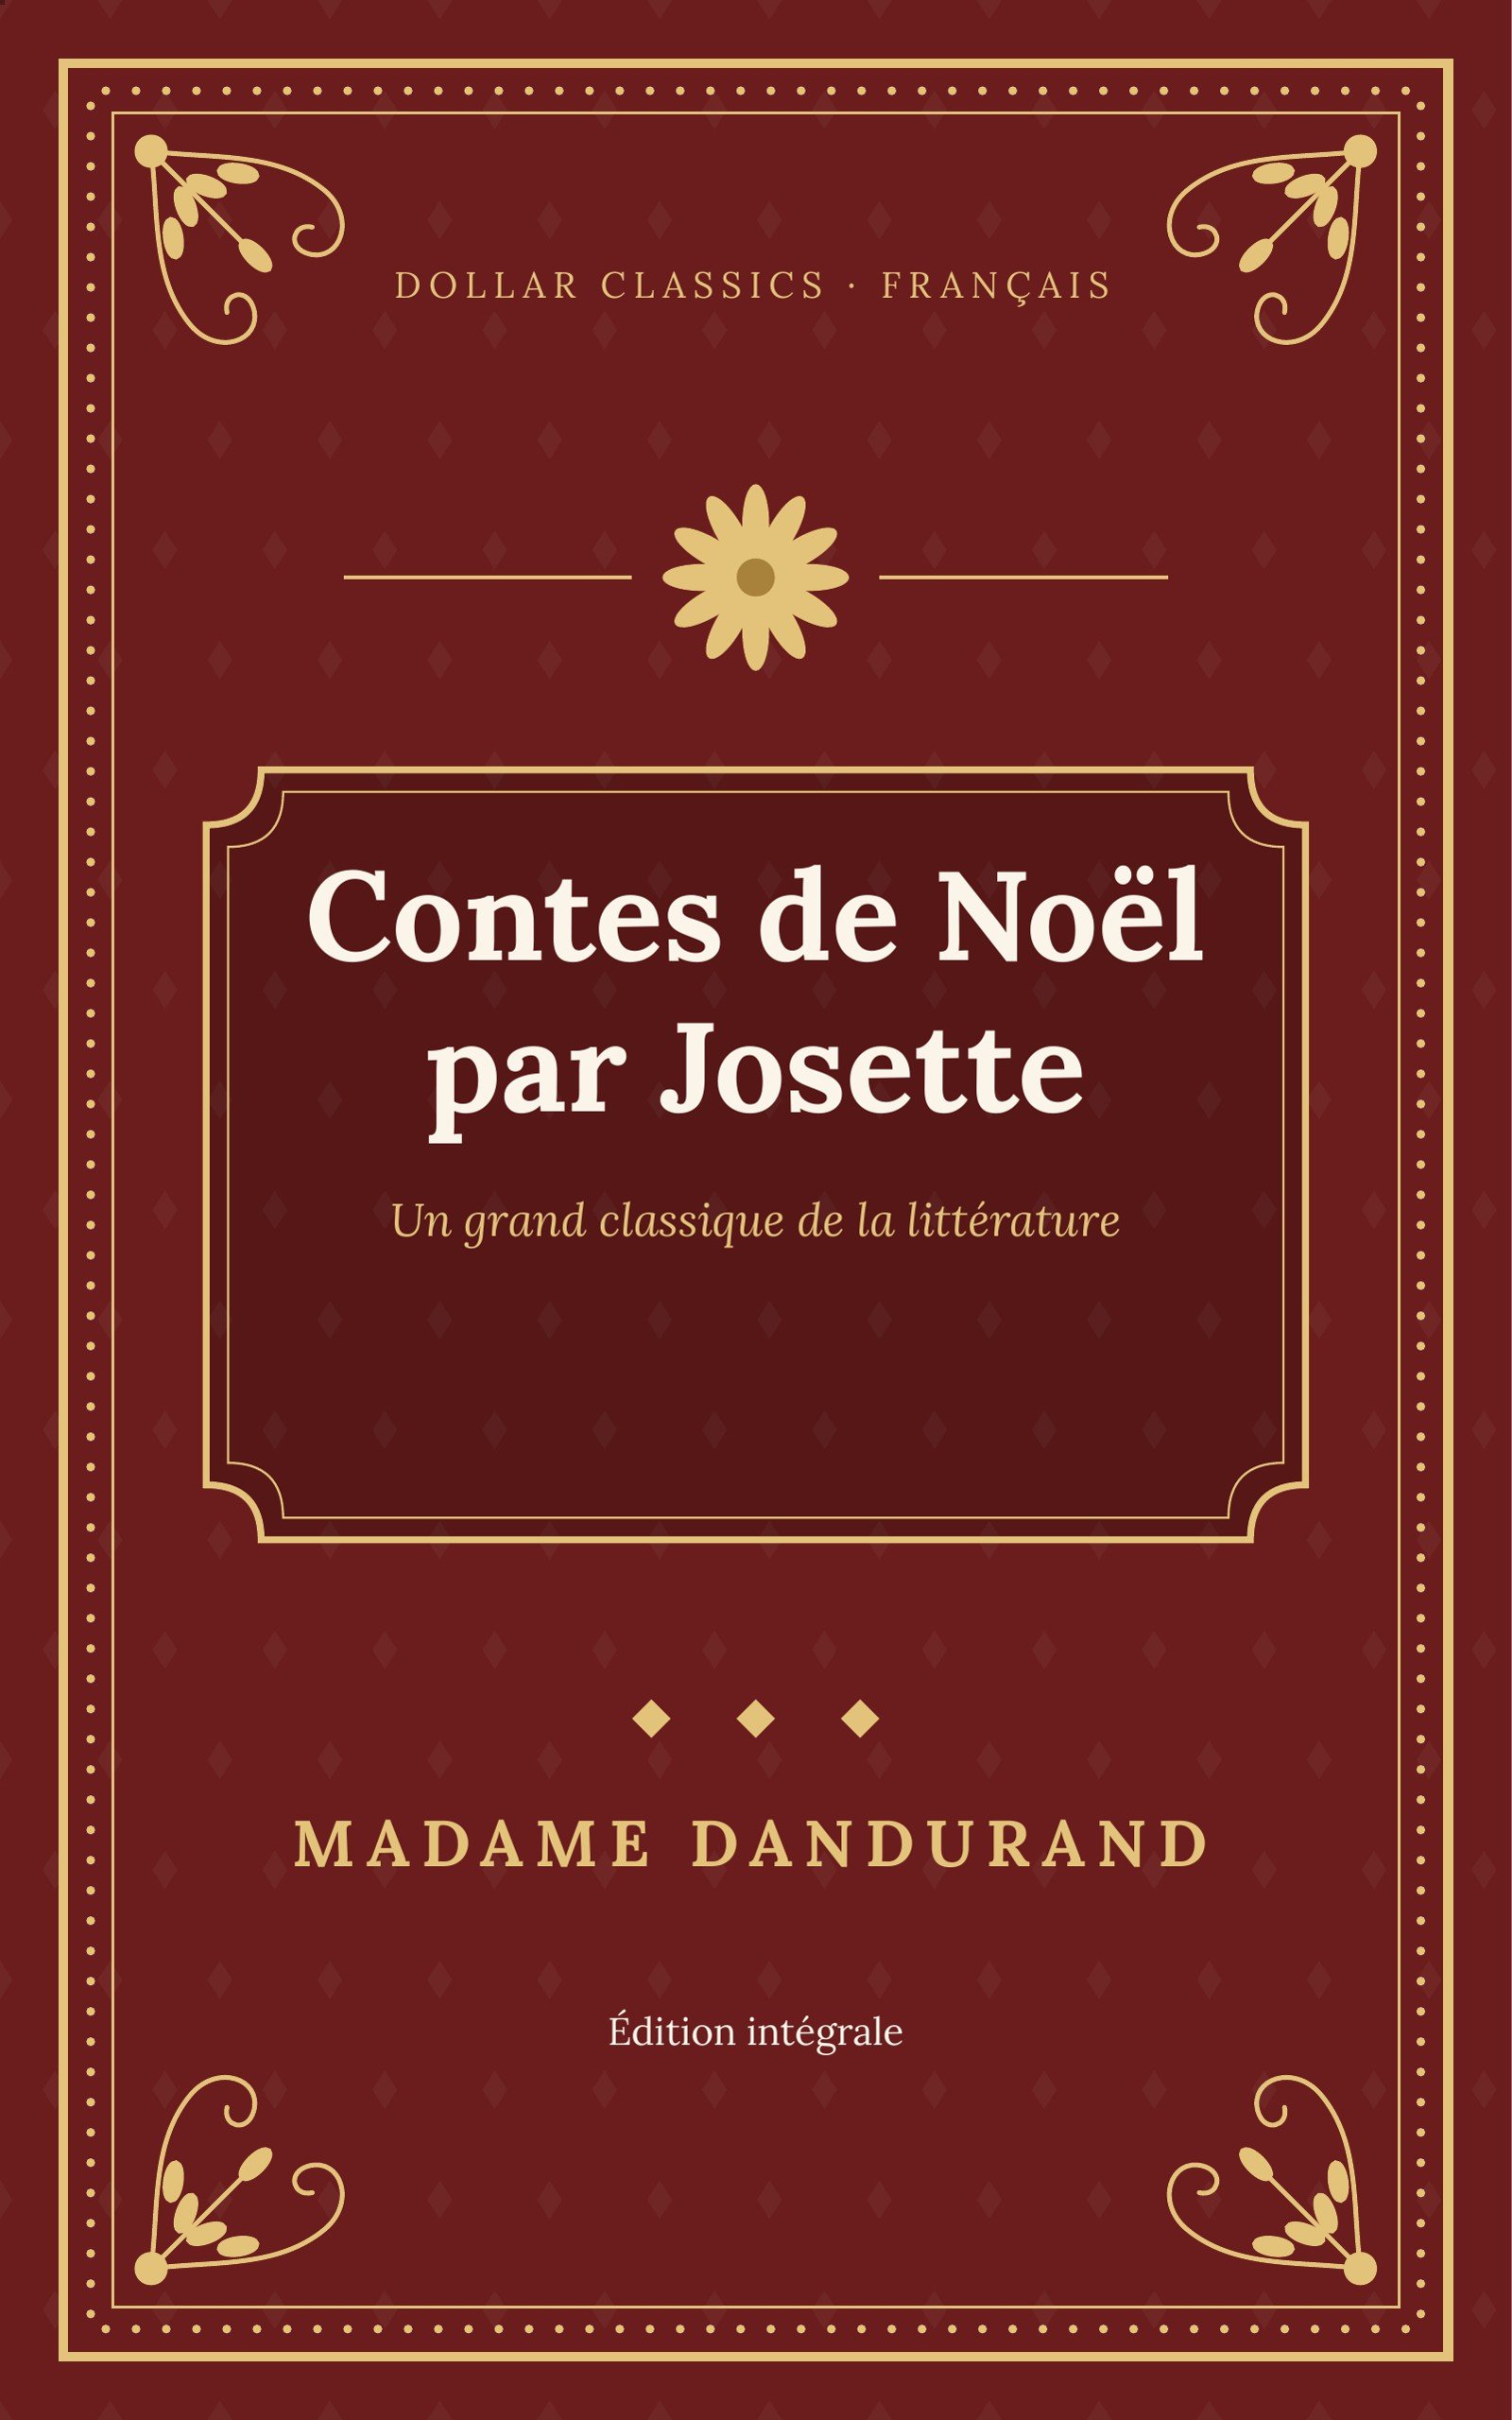 DOLLAR CLASSICS · FRANÇAIS
Contes de Noël
par Josette
Un grand classique de la littérature
MADAME DANDURAND
Édition intégrale